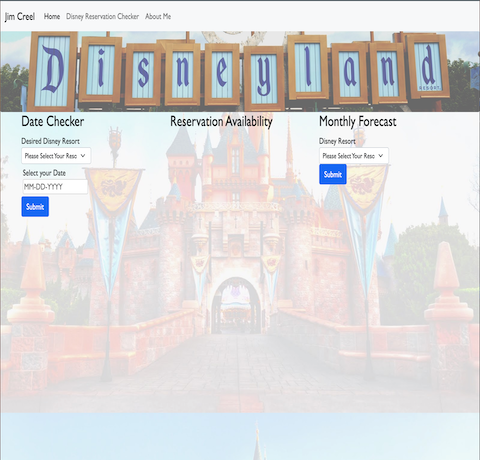 Jim Creel Home Disney Reservation Checker About Me
Disneyland
RESORT
Date Checker
Desired Disney Resort
Please Select Your Reso
Select your Date
MM-DD-YYYY
Submit
Reservation Availability
Monthly Forecast
Disney Resort
Please Select Your Reso
Submit